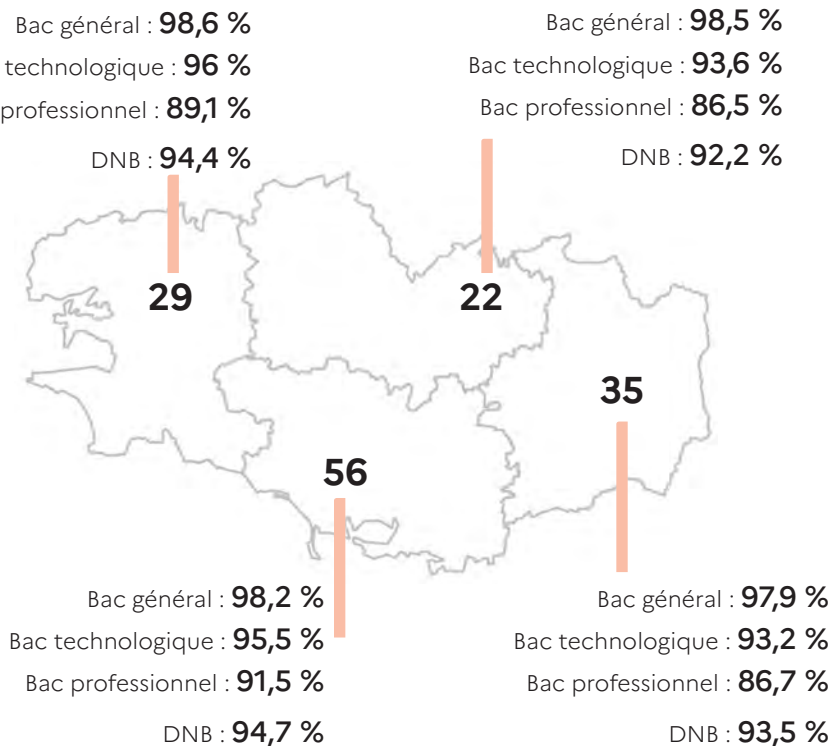 Bac général : 98,6 %
technologique : 96 %
professionnel : 89,1 %
DNB : 94,4 %
Bac général : 98,5 %
Bac technologique : 93,6 %
Bac professionnel : 86,5 %
DNB : 92,2 %
29
22
35
56
Bac général : 98,2 %
Bac technologique : 95,5 %
Bac professionnel : 91,5 %
DNB : 94,7 %
Bac général : 97,9 %
Bac technologique : 93,2 %
Bac professionnel : 86,7 %
DNB : 93,5 %